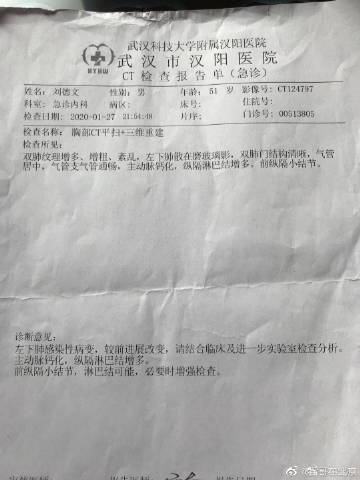 武汉科技大学附属汉阳医院
武汉市汉阳医院
HYHW
CT检查报告单（急诊）
姓名：刘德文 性别：男 年龄：51 岁 影像号：CT124797
科室：急诊内科 病区： 床号： 住院号：
检查日期：2020-01-27 21:54:48 片序： 门诊号：00513805
检查名称：胸部CT平扫+三维重建
检查所见：
双肺纹理增多、增粗、紊乱，左下肺散在磨玻璃影，双肺门结构清晰，气管
居中，气管支气管通畅，主动脉钙化，纵隔淋巴结增多、前纵隔小结节。
诊断意见：
左下肺感染性病变，较前进展改变，请结合临床及进一步实验室检查分析。
主动脉钙化，纵隔淋巴结增多。
前纵隔小结节，淋巴结可能，必要时增强检查。